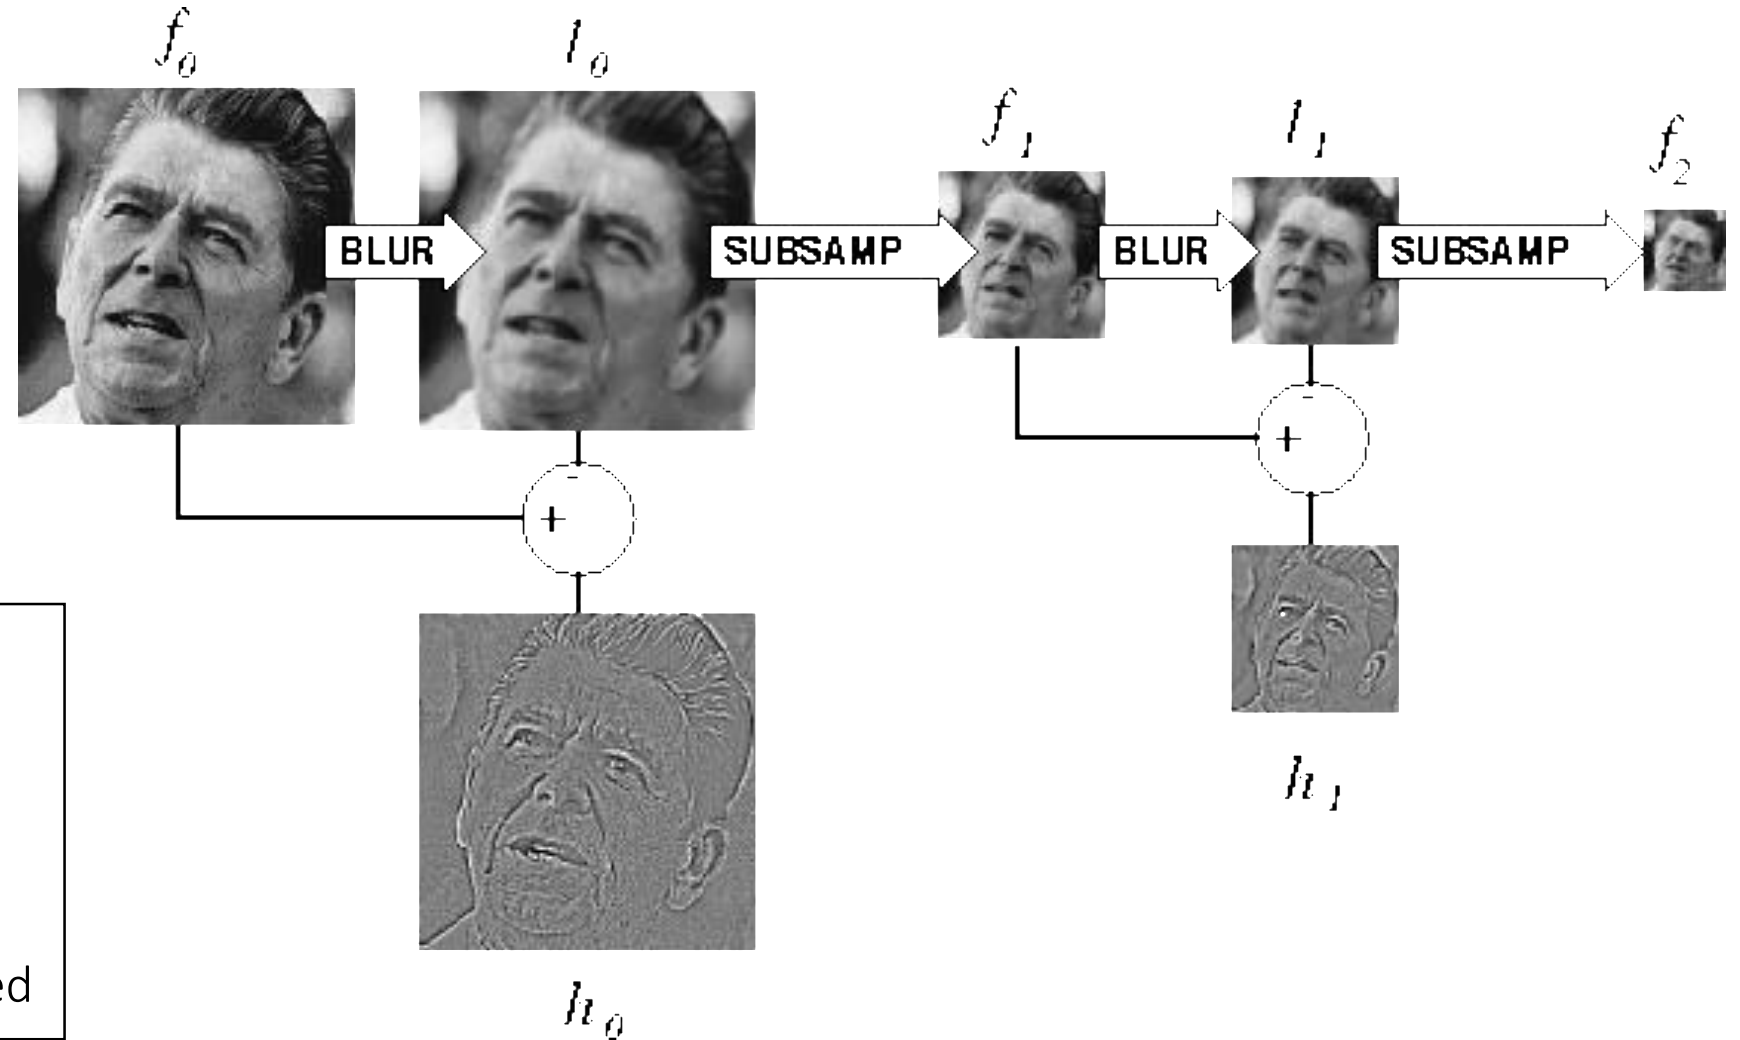 f0
l0
f1
l1
f2
BLUR
SUBSAMP
BLUR
SUBSAMP
-
+
-
+
h1
ed
h0